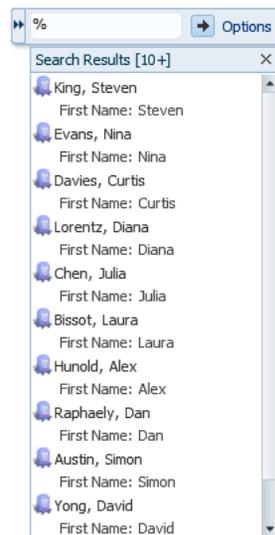 % Options
Search Results [10+]
King, Steven
First Name: Steven
Evans, Nina
First Name: Nina
Davies, Curtis
First Name: Curtis
Lorentz, Diana
First Name: Diana
Chen, Julia
First Name: Julia
Bissot, Laura
First Name: Laura
Hunold, Alex
First Name: Alex
Raphaely, Dan
First Name: Dan
Austin, Simon
First Name: Simon
Yong, David
First Name: David